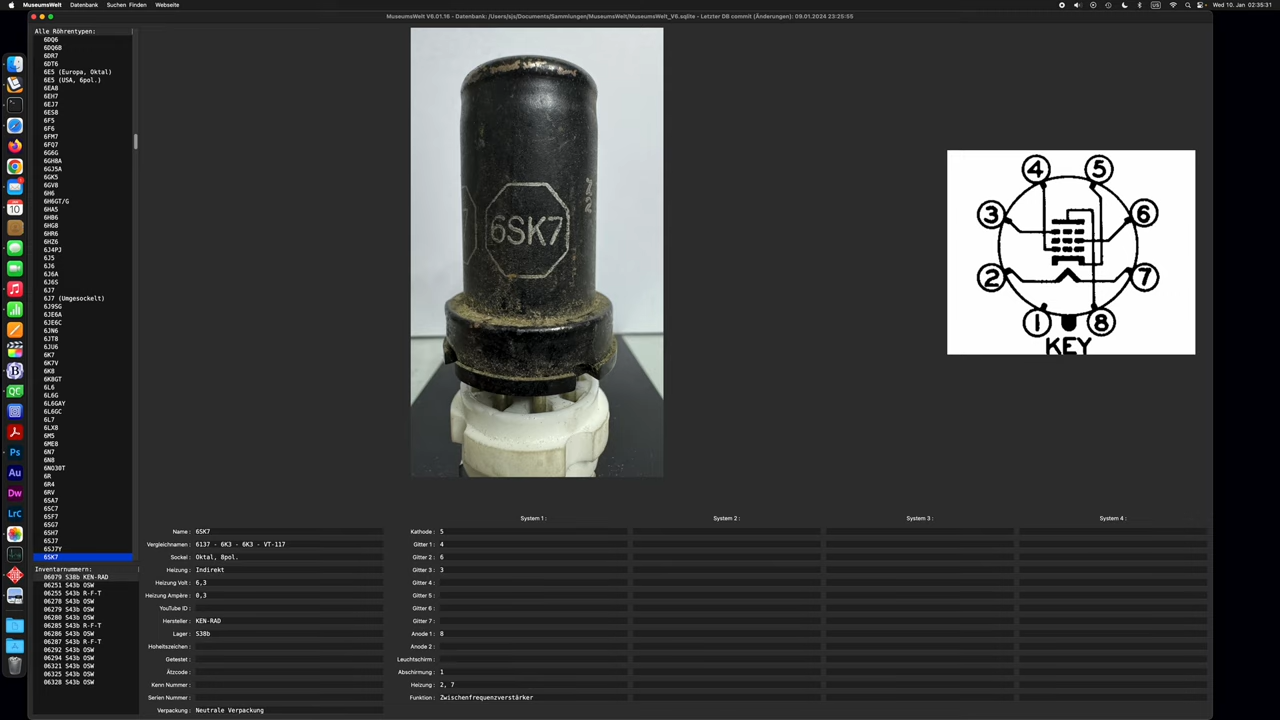 MuseumsWelt Datenbank Suchen Finden Webseite
US Wed 10. Jan. 02:35:31
MuseumsWelt V6.01.16 - Datenbank: /Users/sjs/Documents/Sammlungen/MuseumsWelt/MuseumsWelt_V6.sqlite - Letzter DB commit (Änderungen): 09.01.2024 23:25:55
Alle Röhrentypen:
6DQ6
6DQ6B
6DR7
6DT6
6E5 (Europa, Oktal)
6E5 (USA, 6pol.)
6EA8
6EH7
6EJ7
6ES8
6F5
6F6
6FM7
6FQ7
6G6G
6GH8A
6GJ5A
6GK5
6GV8
6H6
6H6GT/G
6HA5
6HB6
6HG8
6HR6
6HZ6
6J4PJ
6J5
6J6
6J6A
6J6S
6J7
6J7 (Umgesockelt)
6J9SG
6JE6A
6JE6C
6JN6
6JT8
6JU6
6K7
6K7V
6K8
6K8GT
6L6
6L6G
6L6GAY
6L6GC
6L7
6LX8
6M5
6ME8
6N7
6N8
6NO30T
6R
6R4
6RV
6SA7
6SC7
6SF7
6SG7
6SH7
6SJ7
6SJ7Y
6SK7
Inventarnummern:
06079 S38b KEN-RAD
06251 S43b OSW
06255 S43b R-F-T
06278 S43b OSW
06279 S43b OSW
06280 S43b OSW
06285 S43b R-F-T
06286 S43b OSW
06287 S43b R-F-T
06292 S43b OSW
06294 S43b OSW
06321 S43b OSW
06325 S43b OSW
06328 S43b OSW
6SK7
4 5
3 6
2 7
1 8
KEY
System 1 : System 2 : System 3 : System 4 :
Name : 6SK7
Vergleichnamen : 6137 - 6K3 - 6K3 - VT-117
Sockel : Oktal, 8pol.
Heizung : Indirekt
Heizung Volt : 6,3
Heizung Ampère : 0,3
YouTube ID :
Hersteller : KEN-RAD
Lager : S38b
Hoheitszeichen :
Getestet :
Ätzcode :
Kenn Nummer :
Serien Nummer :
Verpackung : Neutrale Verpackung
Kathode : 5
Gitter 1 : 4
Gitter 2 : 6
Gitter 3 : 3
Gitter 4 :
Gitter 5 :
Gitter 6 :
Gitter 7 :
Anode 1 : 8
Anode 2 :
Leuchtschirm :
Abschirmung : 1
Heizung : 2, 7
Funktion : Zwischenfrequenzverstärker
10
Ps
Au
Dw
LrC
QC